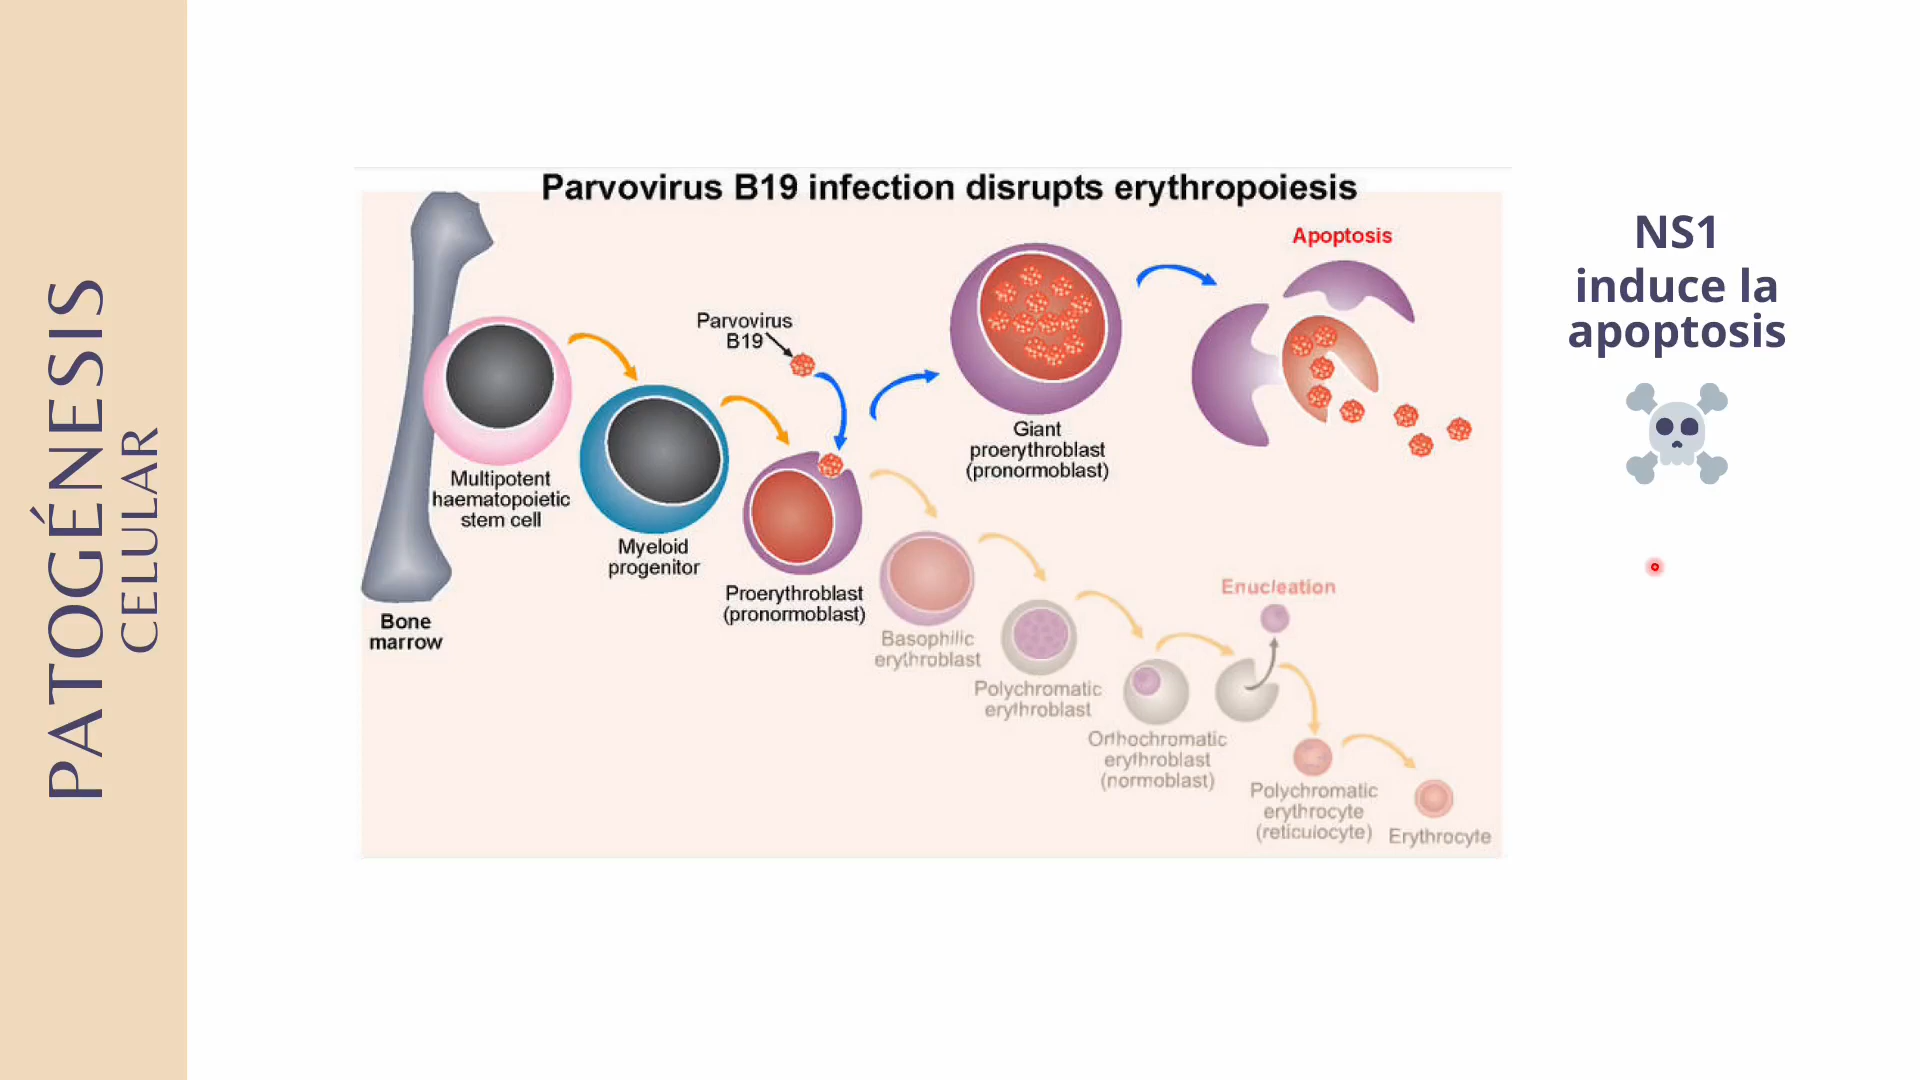 PATOGÉNESIS
CELULAR
Parvovirus B19 infection disrupts erythropoiesis
Apoptosis
Parvovirus
B19
Giant
proerythroblast
(pronormoblast)
Multipotent
haematopoietic
stem cell
Myeloid
progenitor
Proerythroblast
(pronormoblast)
Bone
marrow
Basophilic
erythroblast
Polychromatic
erythroblast
Enucleation
Orthochromatic
erythroblast
(normoblast)
Polychromatic
erythrocyte
(reticulocyte)
Erythrocyte
NS1
induce la
apoptosis